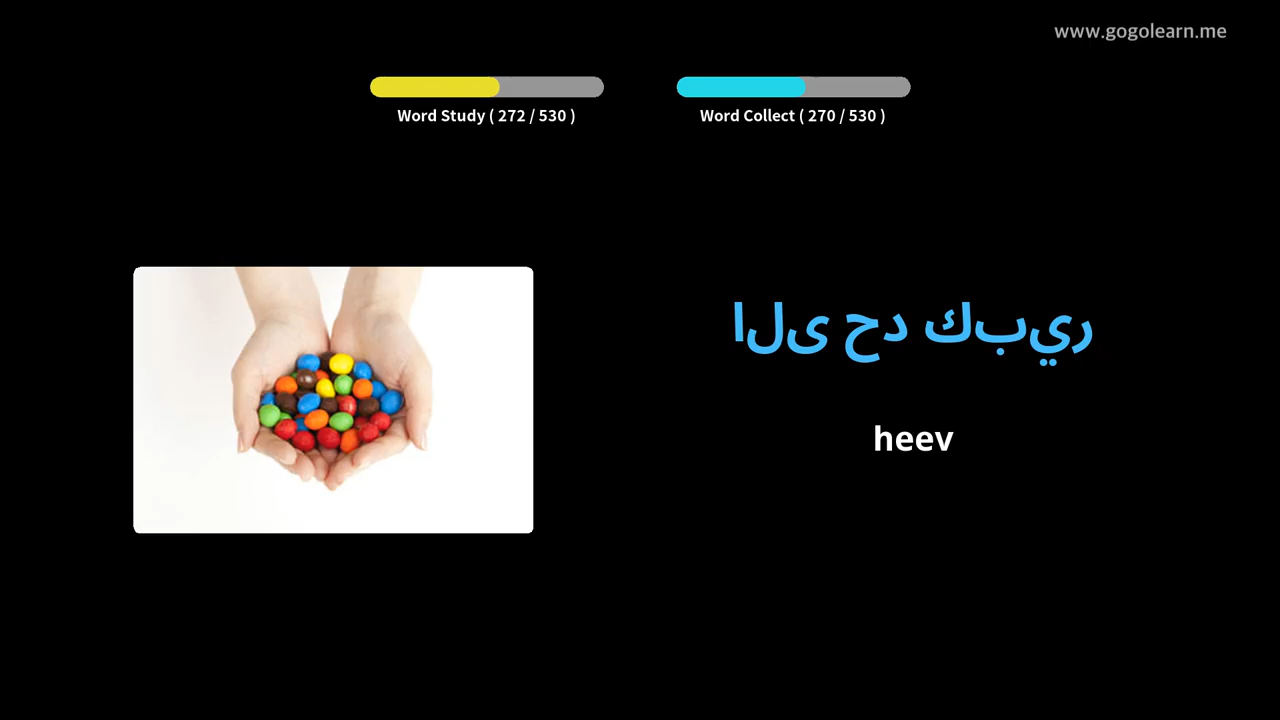 www.gogolearn.me
Word Study ( 272 / 530 )
Word Collect ( 270 / 530 )
الى حد كبير
heev